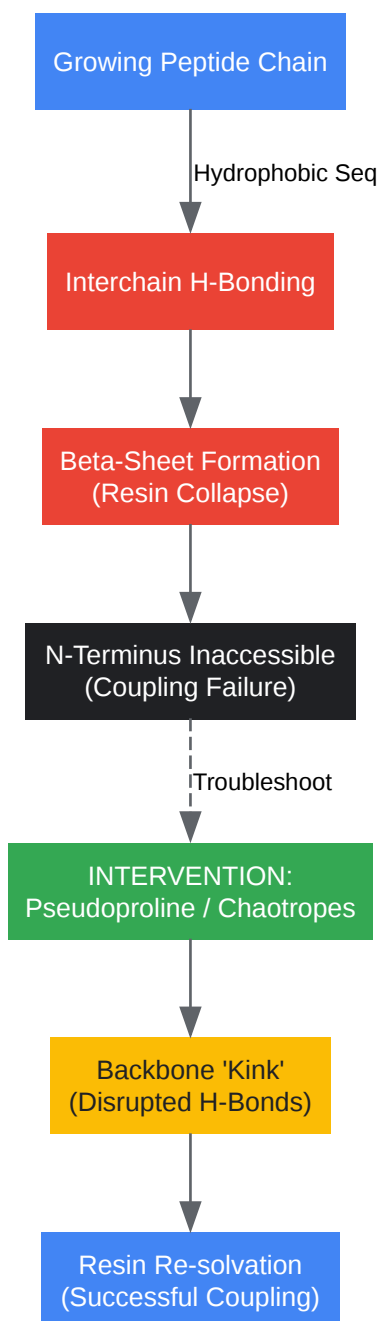 Growing Peptide Chain
Hydrophobic Seq
Interchain H-Bonding
Beta-Sheet Formation
(Resin Collapse)
N-Terminus Inaccessible
(Coupling Failure)
Troubleshoot
INTERVENTION:
Pseudoproline / Chaotropes
Backbone 'Kink'
(Disrupted H-Bonds)
Resin Re-solvation
(Successful Coupling)